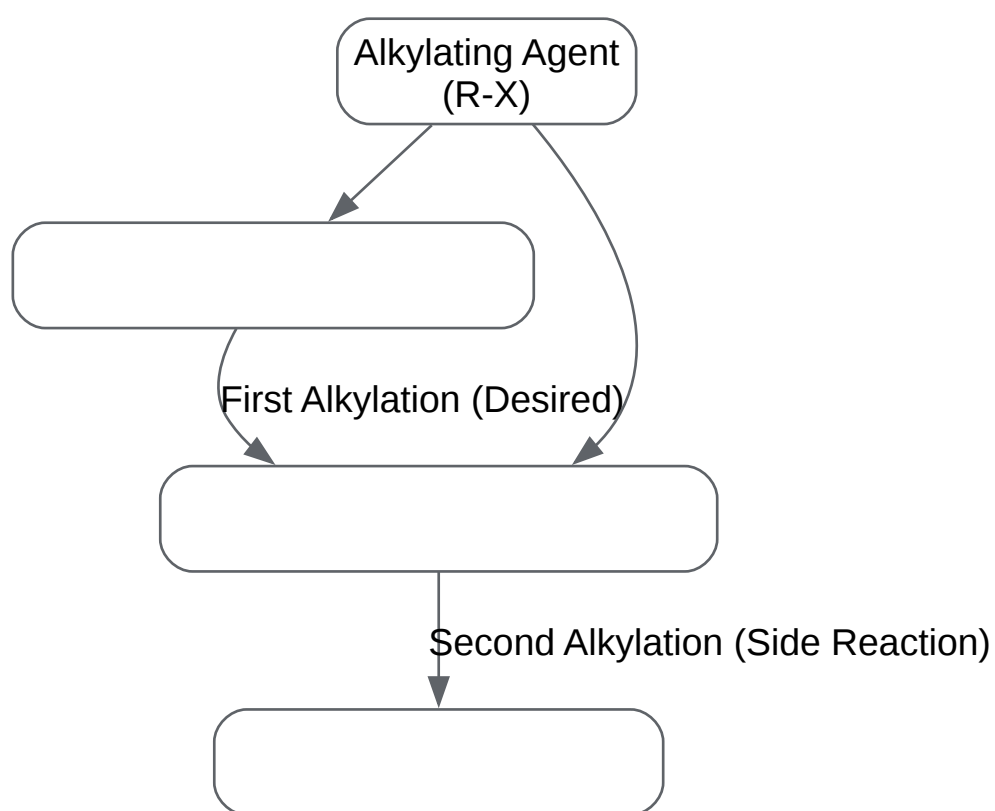 Alkylating Agent
(R-X)
First Alkylation (Desired)
Second Alkylation (Side Reaction)